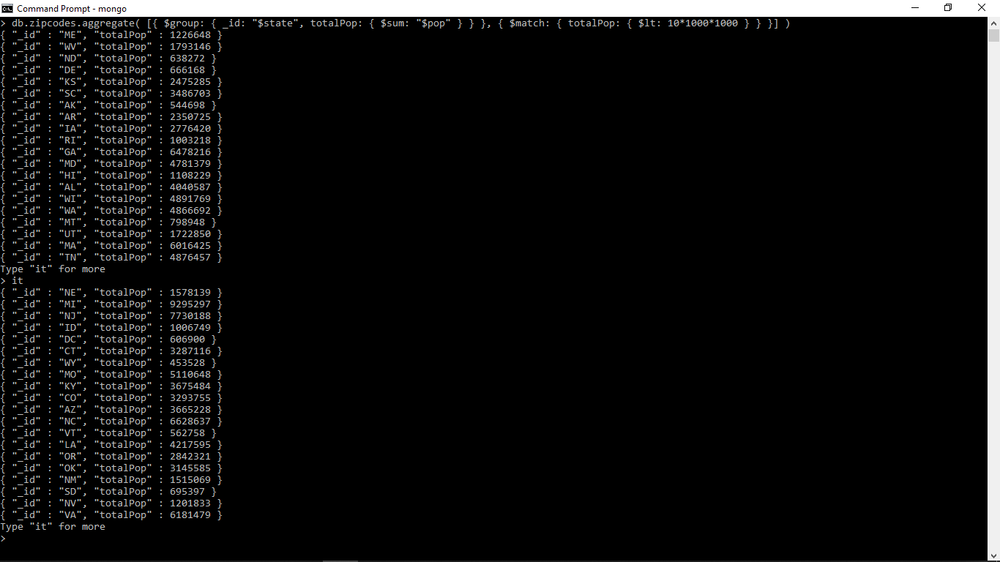 Command Prompt - mongo
> db.zipcodes.aggregate( [{ $group: { _id: "$state", totalPop: { $sum: "$pop" } } }, { $match: { totalPop: { $lt: 10*1000*1000 } } }] )
{ "_id" : "ME", "totalPop" : 1226648 }
{ "_id" : "WV", "totalPop" : 1793146 }
{ "_id" : "ND", "totalPop" : 638272 }
{ "_id" : "DE", "totalPop" : 666168 }
{ "_id" : "KS", "totalPop" : 2475285 }
{ "_id" : "SC", "totalPop" : 3486703 }
{ "_id" : "AK", "totalPop" : 544698 }
{ "_id" : "AR", "totalPop" : 2350725 }
{ "_id" : "IA", "totalPop" : 2776420 }
{ "_id" : "RI", "totalPop" : 1003218 }
{ "_id" : "GA", "totalPop" : 6478216 }
{ "_id" : "MD", "totalPop" : 4781379 }
{ "_id" : "HI", "totalPop" : 1108229 }
{ "_id" : "AL", "totalPop" : 4040587 }
{ "_id" : "WI", "totalPop" : 4891769 }
{ "_id" : "WA", "totalPop" : 4866692 }
{ "_id" : "MT", "totalPop" : 798948 }
{ "_id" : "UT", "totalPop" : 1722850 }
{ "_id" : "MA", "totalPop" : 6016425 }
{ "_id" : "TN", "totalPop" : 4876457 }
Type "it" for more
> it
{ "_id" : "NE", "totalPop" : 1578139 }
{ "_id" : "MI", "totalPop" : 9295297 }
{ "_id" : "NJ", "totalPop" : 7730188 }
{ "_id" : "ID", "totalPop" : 1006749 }
{ "_id" : "DC", "totalPop" : 606900 }
{ "_id" : "CT", "totalPop" : 3287116 }
{ "_id" : "WY", "totalPop" : 453528 }
{ "_id" : "MO", "totalPop" : 5110648 }
{ "_id" : "KY", "totalPop" : 3675484 }
{ "_id" : "CO", "totalPop" : 3293755 }
{ "_id" : "AZ", "totalPop" : 3665228 }
{ "_id" : "NC", "totalPop" : 6628637 }
{ "_id" : "VT", "totalPop" : 562758 }
{ "_id" : "LA", "totalPop" : 4217595 }
{ "_id" : "OR", "totalPop" : 2842321 }
{ "_id" : "OK", "totalPop" : 3145585 }
{ "_id" : "NM", "totalPop" : 1515069 }
{ "_id" : "SD", "totalPop" : 695397 }
{ "_id" : "NV", "totalPop" : 1201833 }
{ "_id" : "VA", "totalPop" : 6181479 }
Type "it" for more
>